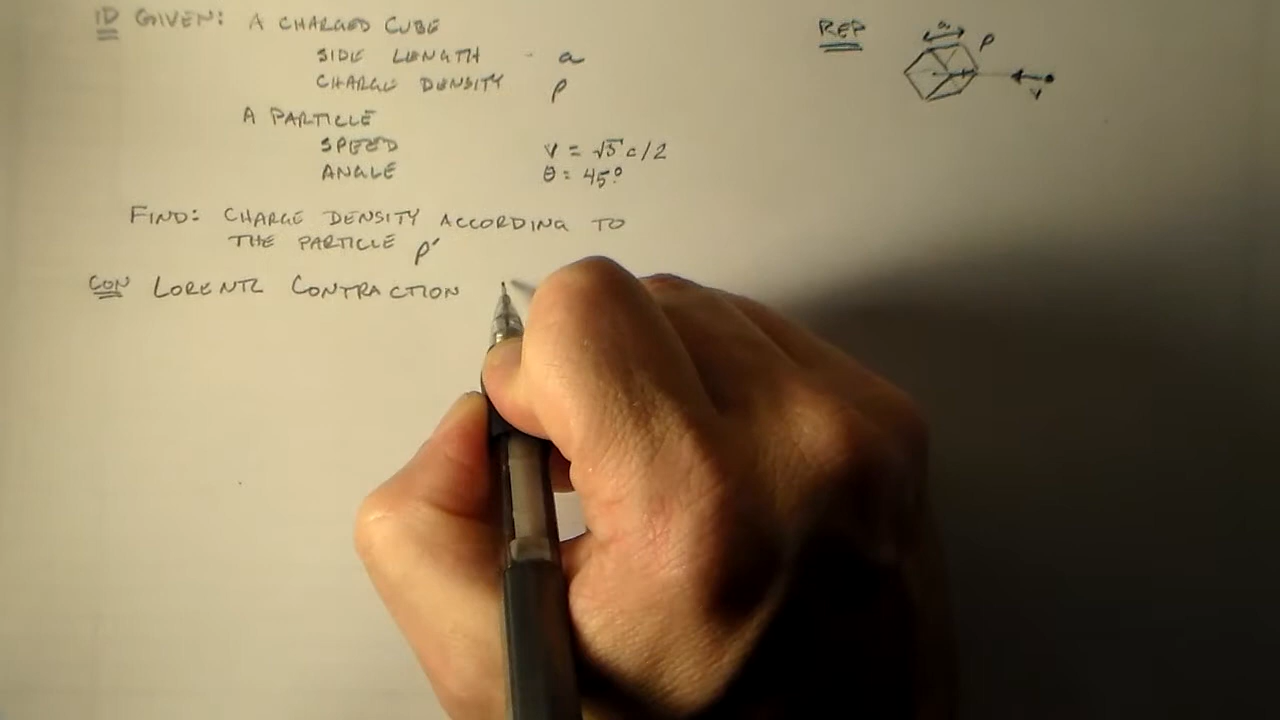 ID GIVEN: A CHARGED CUBE
SIDE LENGTH - a
CHARGE DENSITY ρ
A PARTICLE
SPEED v = √5 c/2
ANGLE θ = 45°
FIND: CHARGE DENSITY ACCORDING TO
THE PARTICLE ρ'
CON LORENTZ CONTRACTION
REP
a
ρ
v